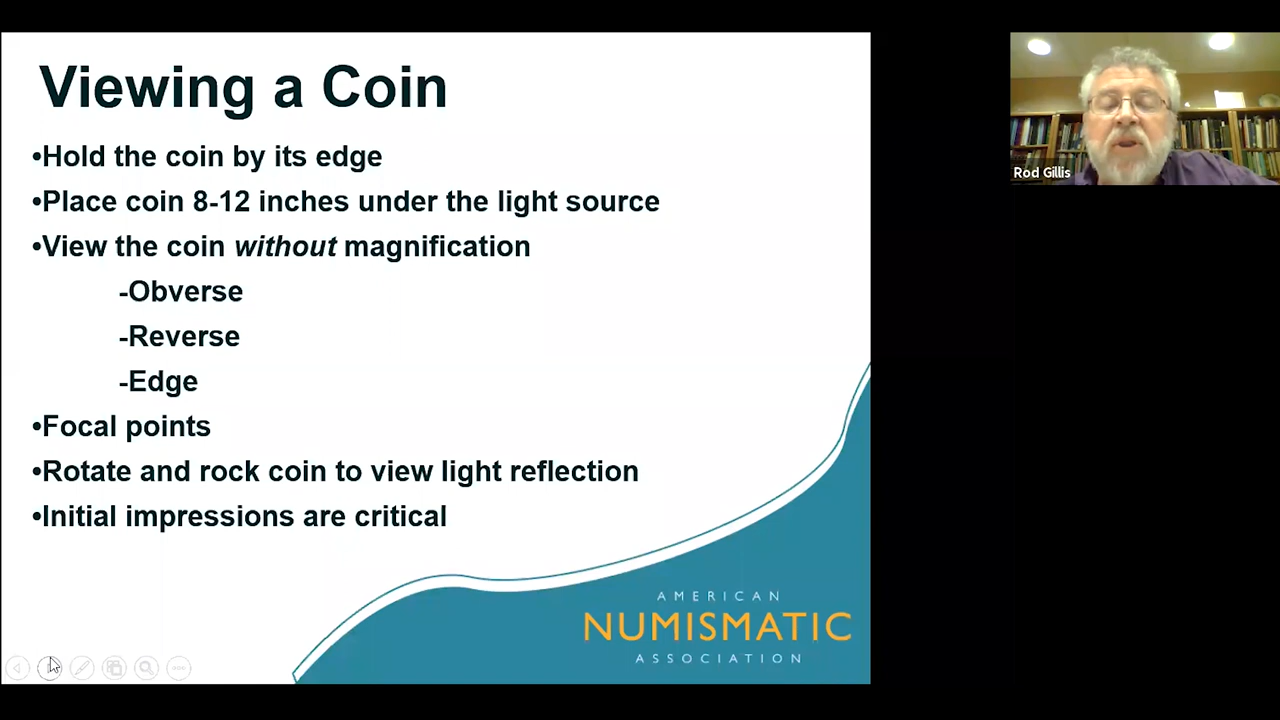 Viewing a Coin
•Hold the coin by its edge
•Place coin 8-12 inches under the light source
•View the coin without magnification
-Obverse
-Reverse
-Edge
•Focal points
•Rotate and rock coin to view light reflection
•Initial impressions are critical
AMERICAN
NUMISMATIC
ASSOCIATION
Rod Gillis